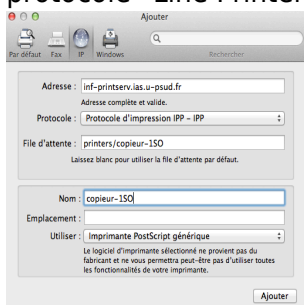 protocole Line Printer
Ajouter
Par défaut Fax IP Windows Rechercher
Adresse : inf-printserv.ias.u-psud.fr
Adresse complète et valide.
Protocole : Protocole d'impression IPP – IPP
File d'attente : printers/copieur-1SO
Laissez blanc pour utiliser la file d'attente par défaut.
Nom : copieur-1SO
Emplacement :
Utiliser : Imprimante PostScript générique
Le logiciel d'imprimante sélectionné ne provient pas du
fabricant et ne vous permettra peut-être pas d'utiliser toutes
les fonctionnalités de votre imprimante.
Ajouter